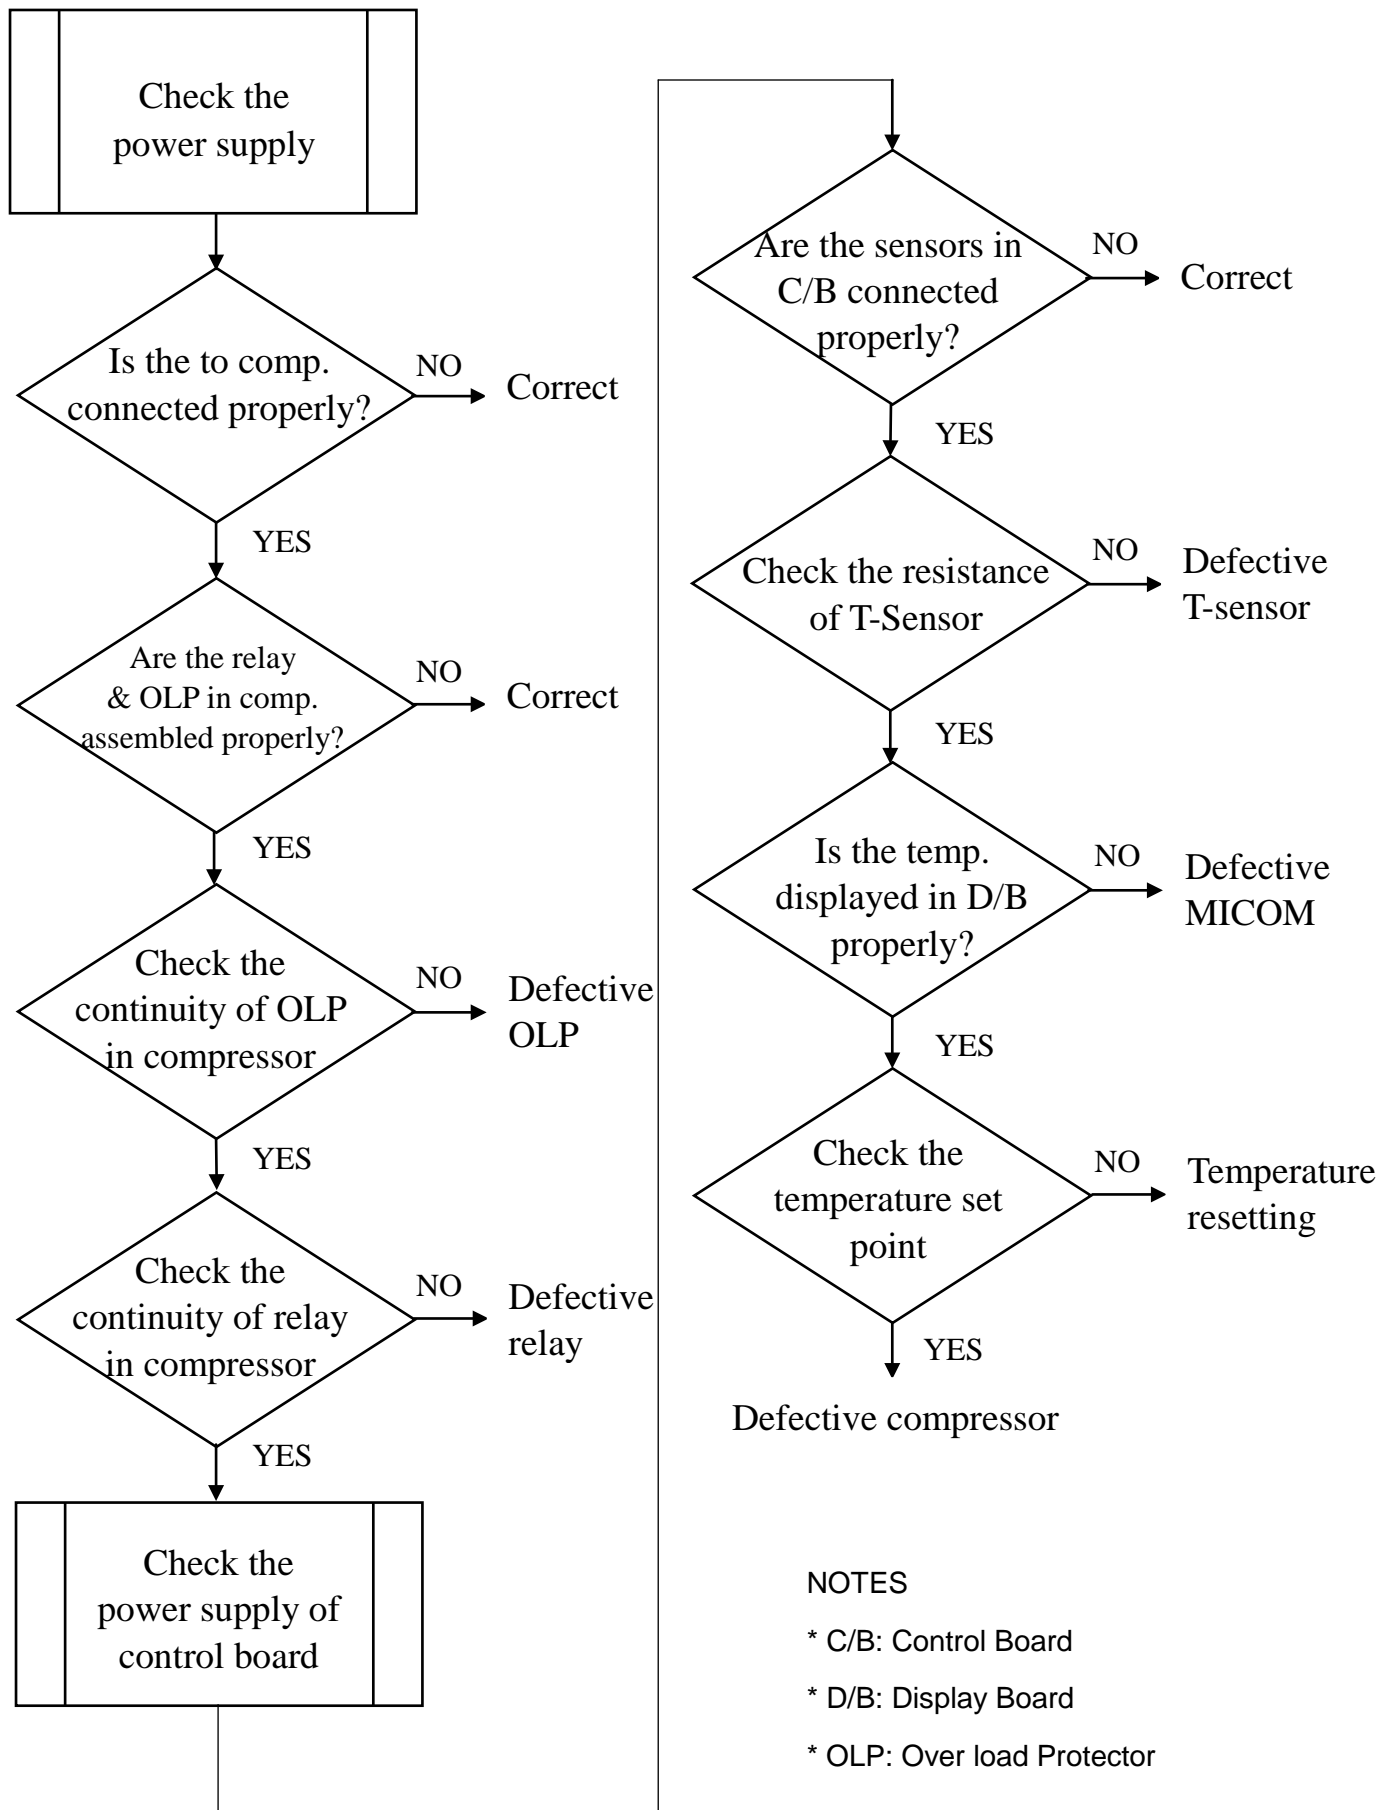 Check the
power supply
Is the to comp.
connected properly?
NO
Correct
YES
Are the relay
& OLP in comp.
assembled properly?
NO
Correct
YES
Check the
continuity of OLP
in compressor
NO
Defective
OLP
YES
Check the
continuity of relay
in compressor
NO
Defective
relay
YES
Check the
power supply of
control board
Are the sensors in
C/B connected
properly?
NO
Correct
YES
Check the resistance
of T-Sensor
NO
Defective
T-sensor
YES
Is the temp.
displayed in D/B
properly?
NO
Defective
MICOM
YES
Check the
temperature set
point
NO
Temperature
resetting
YES
Defective compressor
NOTES
* C/B: Control Board
* D/B: Display Board
* OLP: Over load Protector